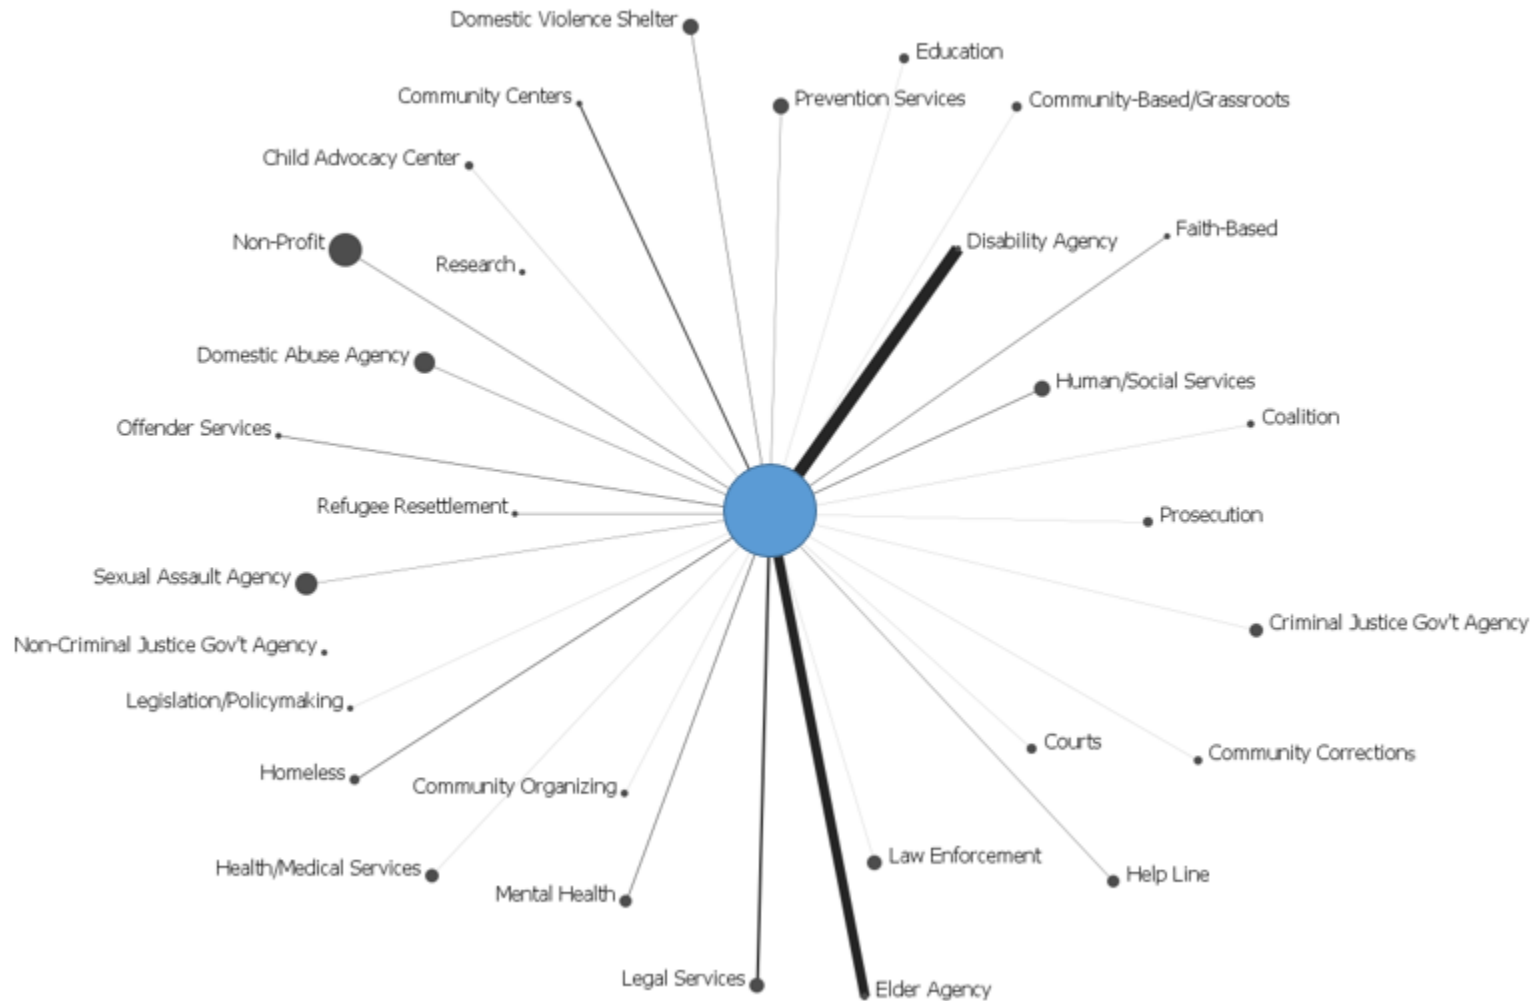 Domestic Violence Shelter
Education
Community Centers
Prevention Services
Community-Based/Grassroots
Child Advocacy Center
Non-Profit
Research
Disability Agency
Faith-Based
Domestic Abuse Agency
Human/Social Services
Offender Services
Coalition
Refugee Resettlement
Prosecution
Sexual Assault Agency
Criminal Justice Gov't Agency
Non-Criminal Justice Gov't Agency
Legislation/Policymaking
Courts
Community Corrections
Homeless
Community Organizing
Health/Medical Services
Law Enforcement
Help Line
Mental Health
Legal Services
Elder Agency